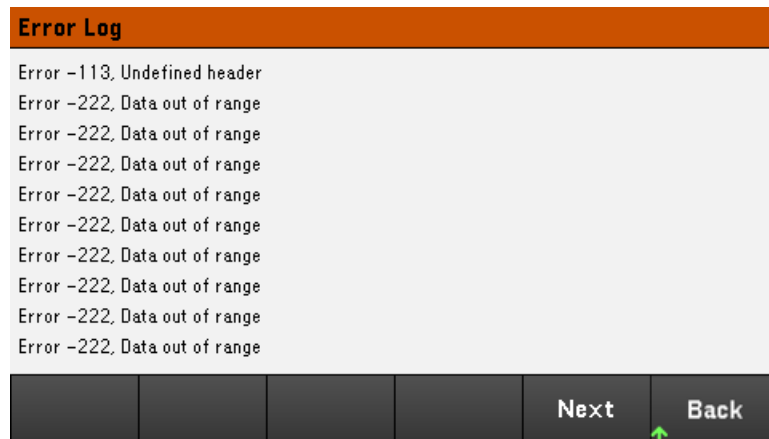 Error Log
Error -113, Undefined header
Error -222, Data out of range
Error -222, Data out of range
Error -222, Data out of range
Error -222, Data out of range
Error -222, Data out of range
Error -222, Data out of range
Error -222, Data out of range
Error -222, Data out of range
Error -222, Data out of range
Next Back